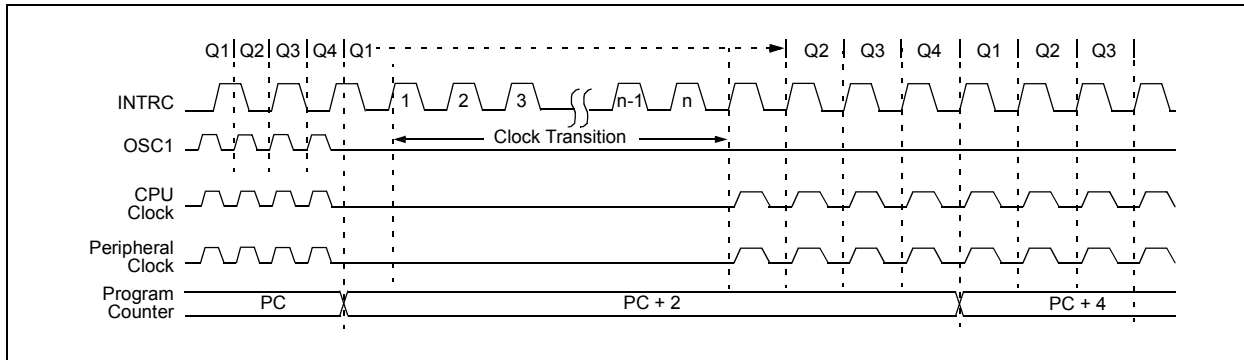 Q1 Q2 Q3 Q4 Q1 Q2 Q3 Q4 Q1 Q2 Q3
INTRC
1 2 3 n-1 n
OSC1
Clock Transition
CPU
Clock
Peripheral
Clock
Program
Counter
PC PC + 2 PC + 4